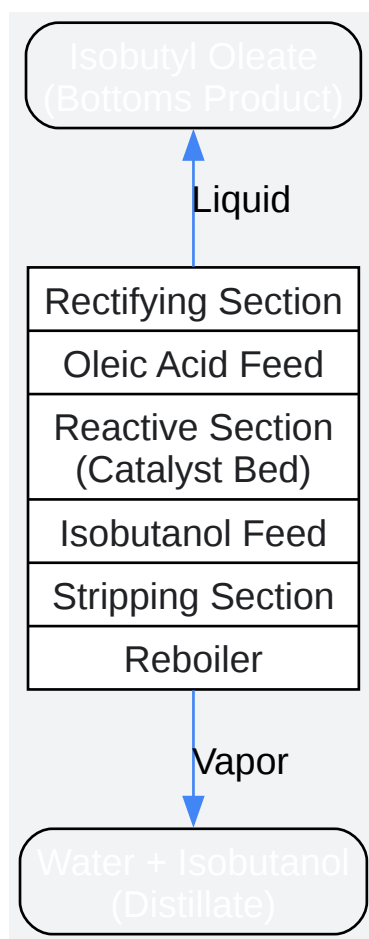 Isobutyl Oleate
(Bottoms Product)
Liquid
Rectifying Section
Oleic Acid Feed
Reactive Section
(Catalyst Bed)
Isobutanol Feed
Stripping Section
Reboiler
Vapor
Water + Isobutanol
(Distillate)